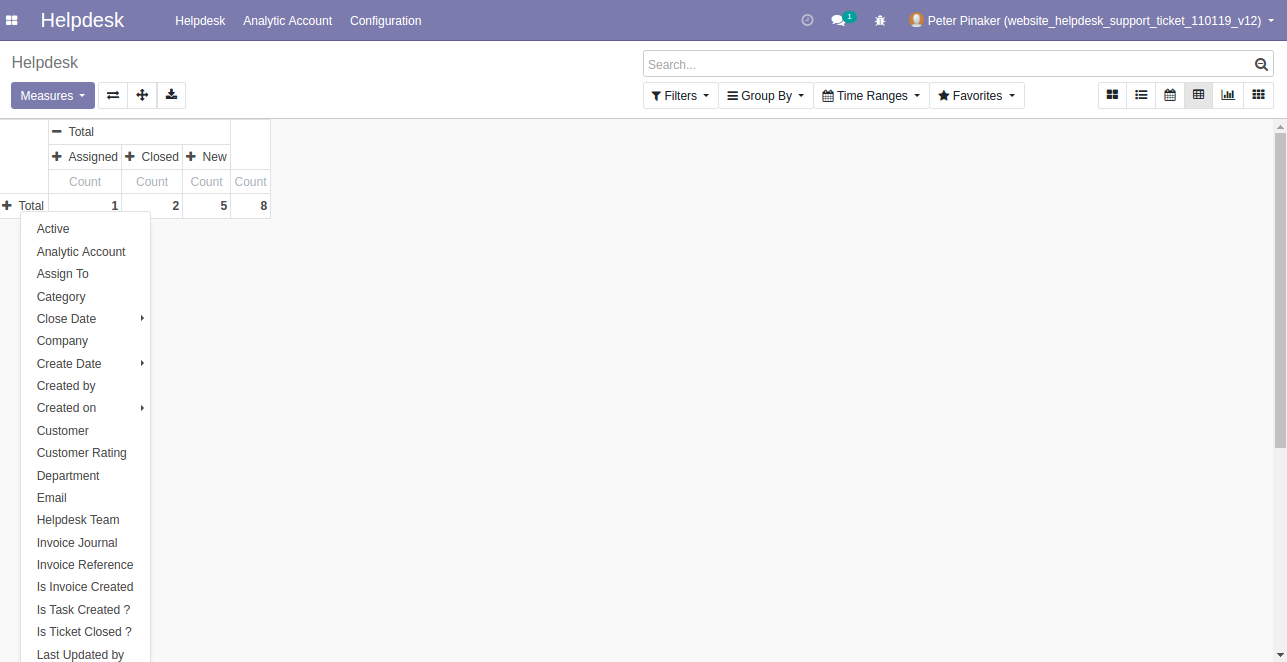 Helpdesk Helpdesk Analytic Account Configuration 1 Peter Pinaker (website_helpdesk_support_ticket_110119_v12)
Helpdesk Search...
Measures Filters Group By Time Ranges Favorites
Total
Assigned Closed New
Count Count Count Count
Total 1 2 5 8
Active
Analytic Account
Assign To
Category
Close Date
Company
Create Date
Created by
Created on
Customer
Customer Rating
Department
Email
Helpdesk Team
Invoice Journal
Invoice Reference
Is Invoice Created
Is Task Created ?
Is Ticket Closed ?
Last Updated by